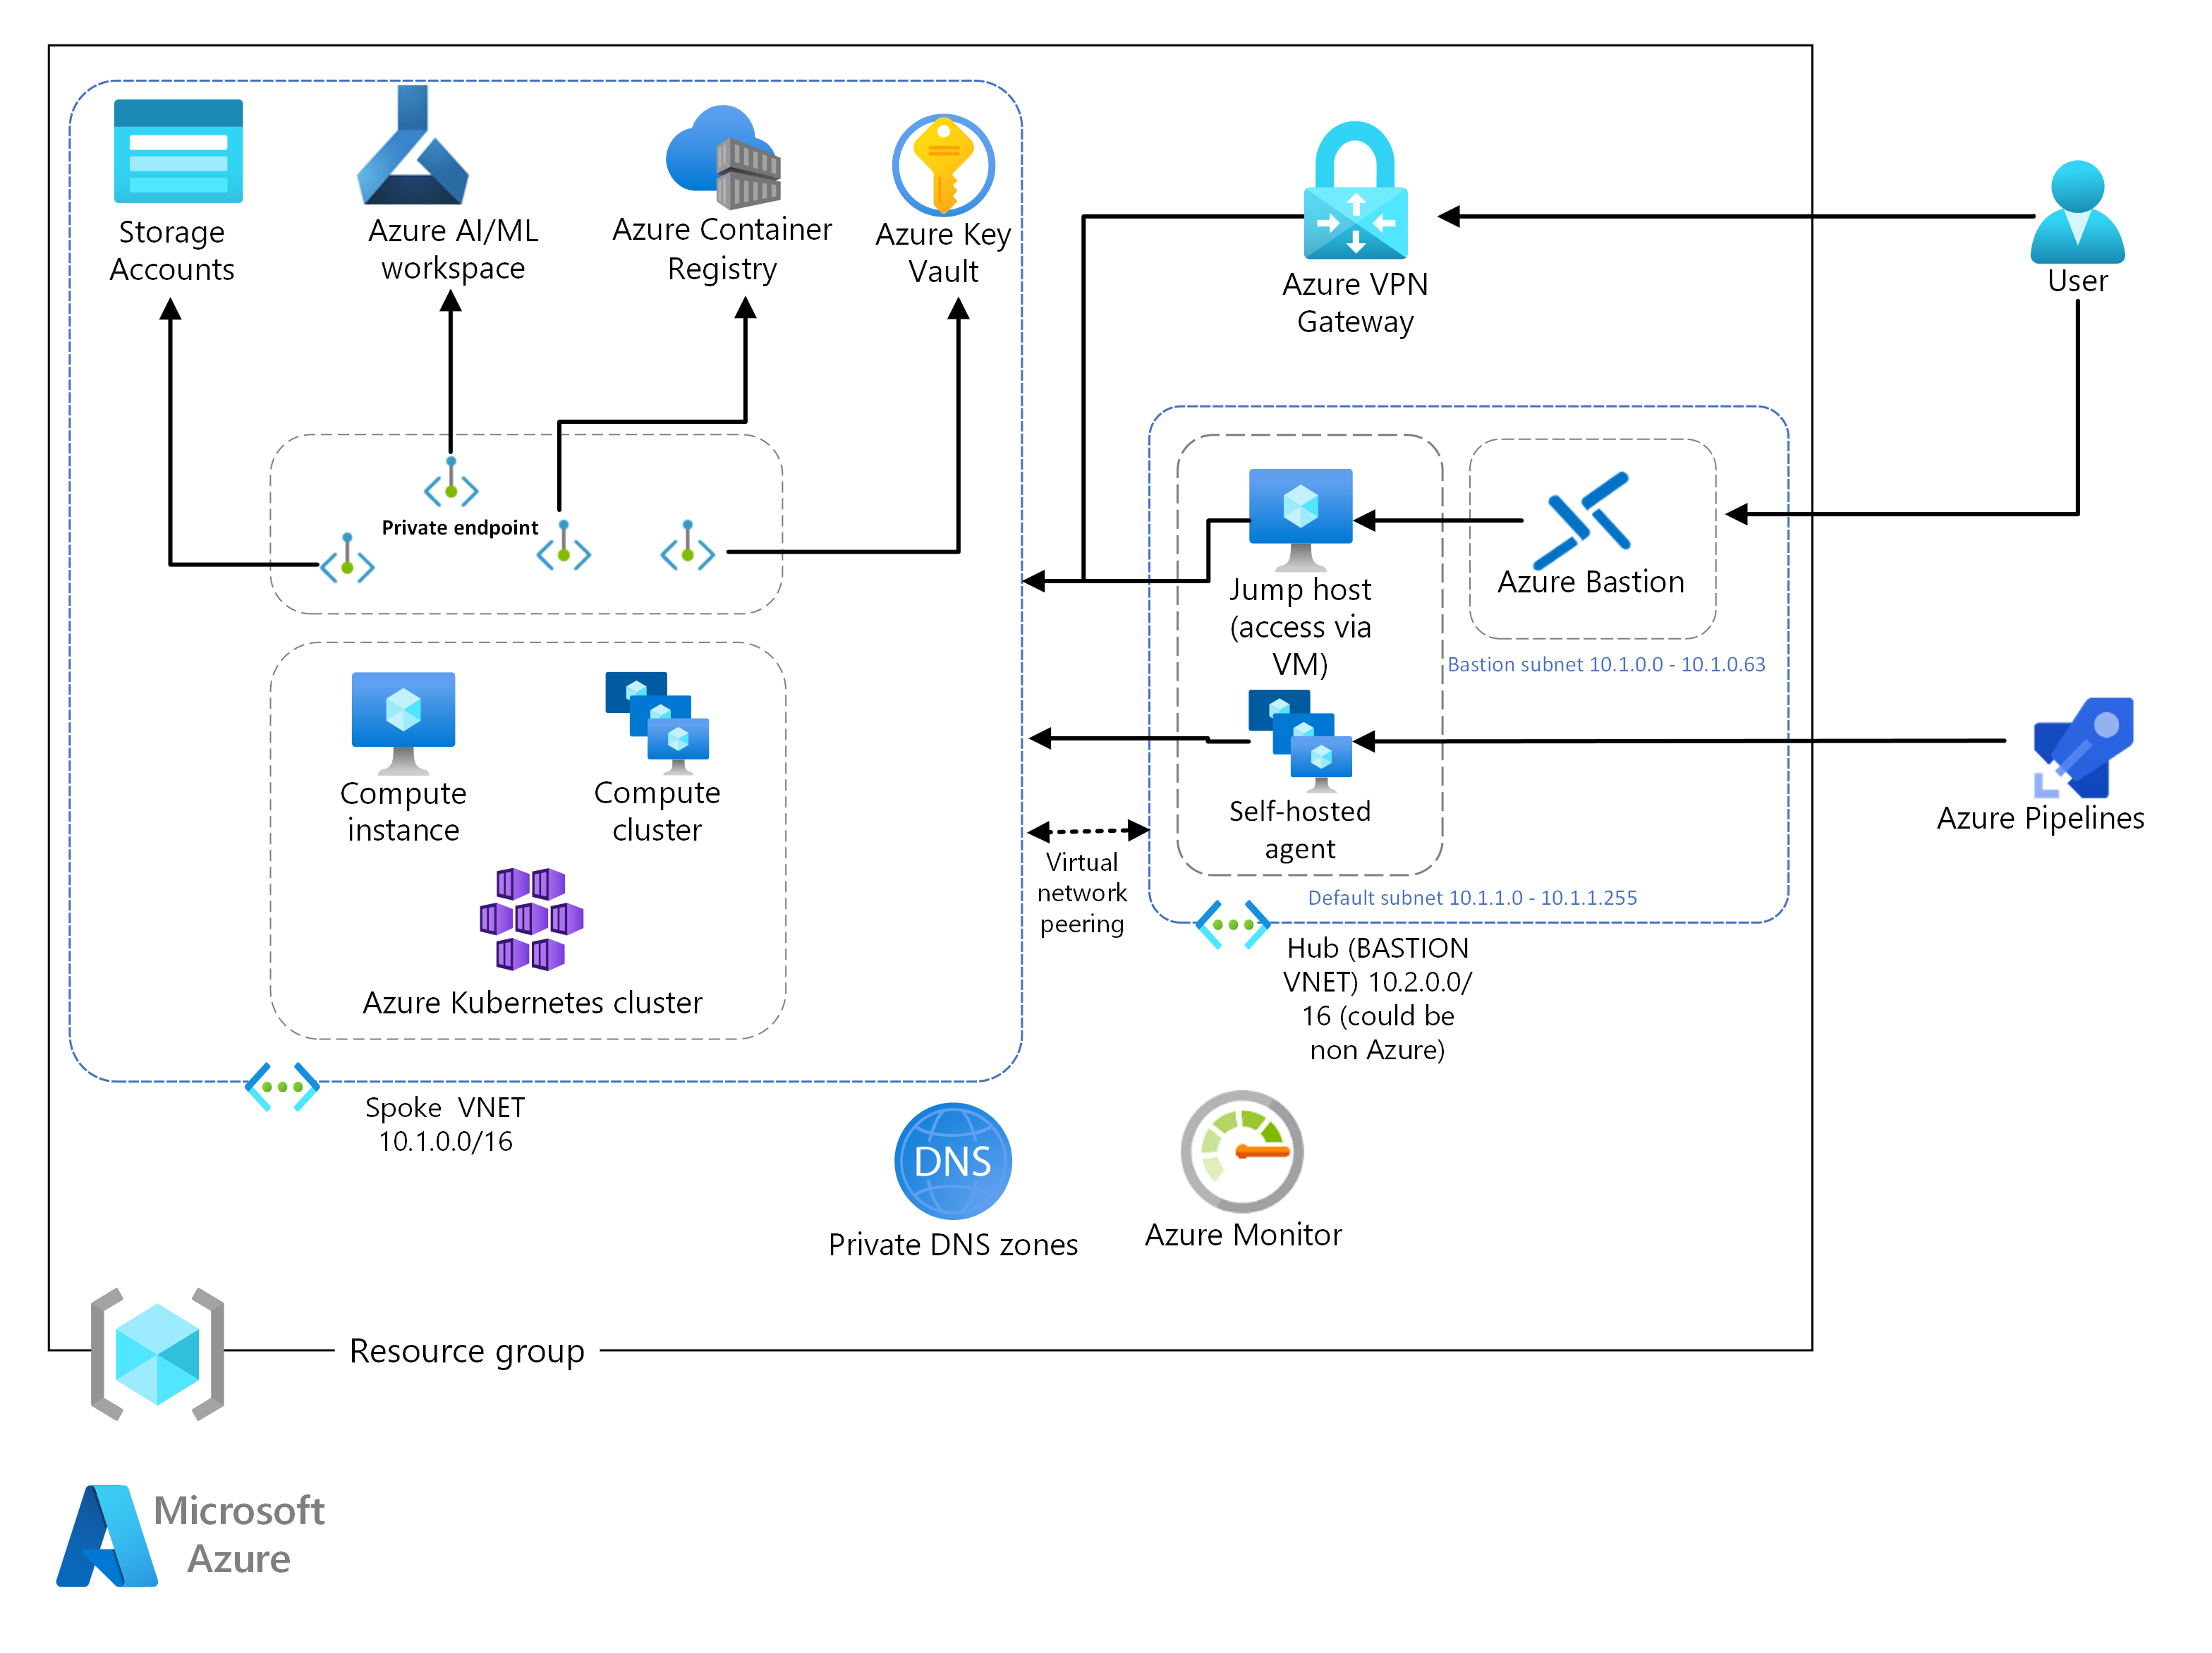 Storage
Accounts
Azure AI/ML
workspace
Azure Container
Registry
Azure Key
Vault
Azure VPN
Gateway
User
Private endpoint
Jump host
(access via
VM)
Azure Bastion
Bastion subnet 10.1.0.0 - 10.1.0.63
Compute
instance
Compute
cluster
Azure Kubernetes cluster
Self-hosted
agent
Azure Pipelines
Virtual
network
peering
Default subnet 10.1.1.0 - 10.1.1.255
Hub (BASTION
VNET) 10.2.0.0/
16 (could be
non Azure)
Spoke VNET
10.1.0.0/16
DNS
Private DNS zones
Azure Monitor
Resource group
Microsoft
Azure